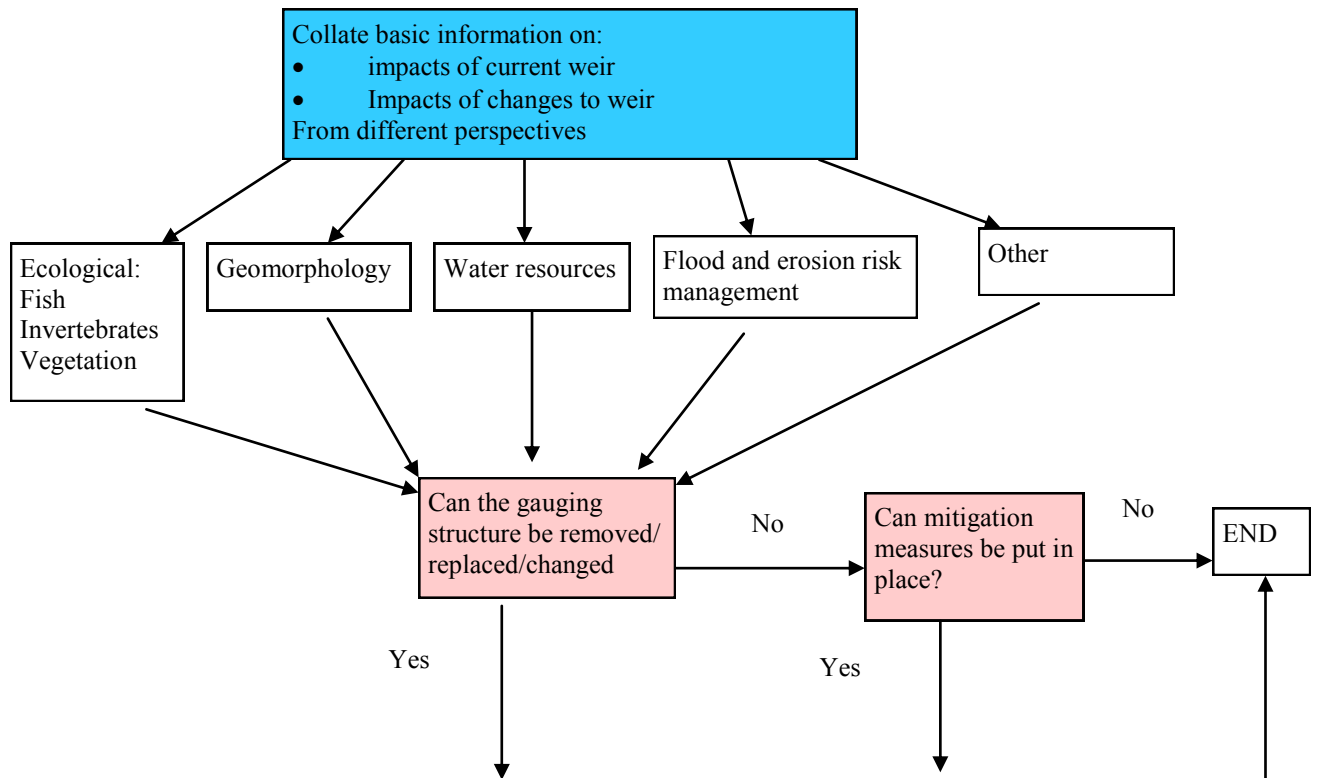 Collate basic information on:
• impacts of current weir
• Impacts of changes to weir
From different perspectives
Ecological:
Fish
Invertebrates
Vegetation
Geomorphology
Water resources
Flood and erosion risk
management
Other
Can the gauging
structure be removed/
replaced/changed
No
Can mitigation
measures be put in
place?
No
END
Yes
Yes